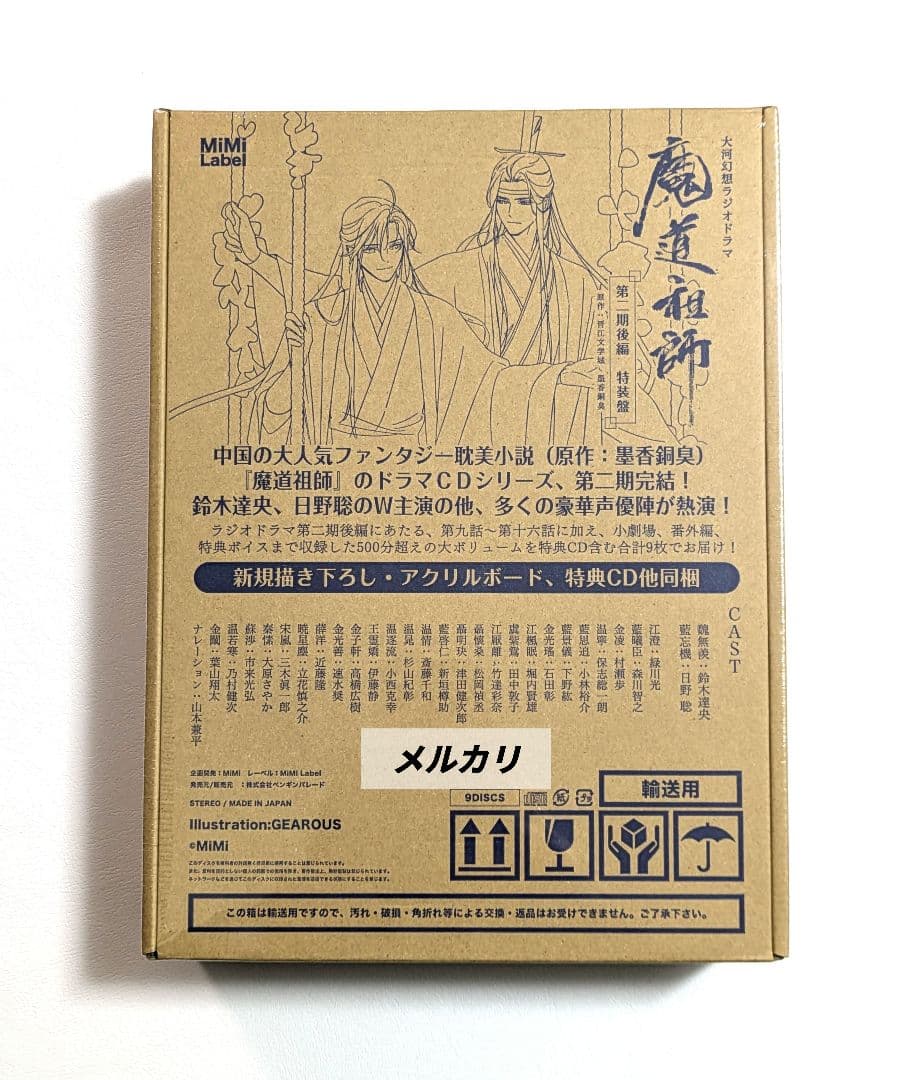 MiMi
Label
大河幻想ラジオドラマ
魔道祖師
第二期後編 特装盤
原作:晋江文学城、墨香銅臭
中国の大人気ファンタジー耽美小説(原作:墨香銅臭)
『魔道祖師』のドラマCDシリーズ、第二期完結!
鈴木達央、日野聡のW主演の他、多くの豪華声優陣が熱演!
ラジオドラマ第二期後編にあたる、第九話〜第十六話に加え、小劇場、番外編、
特典ボイスまで収録した500分超えの大ボリュームを特典CD含む合計9枚でお届け!
新規描き下ろし・アクリルボード、特典CD他同梱
CAST
魏無羨:鈴木達央
藍忘機:日野 聡
江澄:緑川光
藍曦臣:森川智之
金凌:村瀬歩
温寧:保志総一朗
藍思追:小林裕介
藍景儀:下野紘
金光瑤:石田彰
江楓眠:堀内賢雄
虞紫鳶:田中敦子
江厭離:竹達彩奈
聶懐桑:松岡禎丞
聶明玦:津田健次郎
藍啓仁:新垣樽助
温情:斎藤千和
温晁:杉山紀彰
温逐流:小西克幸
王霊嬌:伊藤静
金子軒:高橋広樹
金光善:速水奨
薛洋:近藤隆
暁星塵:立花慎之介
宋嵐:三木眞一郎
秦愫:大原さやか
蘇渉:市来光弘
温若寒:乃村健次
金闡:葉山翔太
ナレーション:山本兼平
メルカリ
企画開発:MiMi レーベル:MiMi Label
発売元/販売元 :株式会社ペンギンパレード
STEREO / MADE IN JAPAN
Illustration:GEAROUS
©MiMi
9DISCS
紙
プラ
輸送用
この箱は輸送用ですので、汚れ・破損・角折れ等による交換・返品はお受けできません。ご了承下さい。